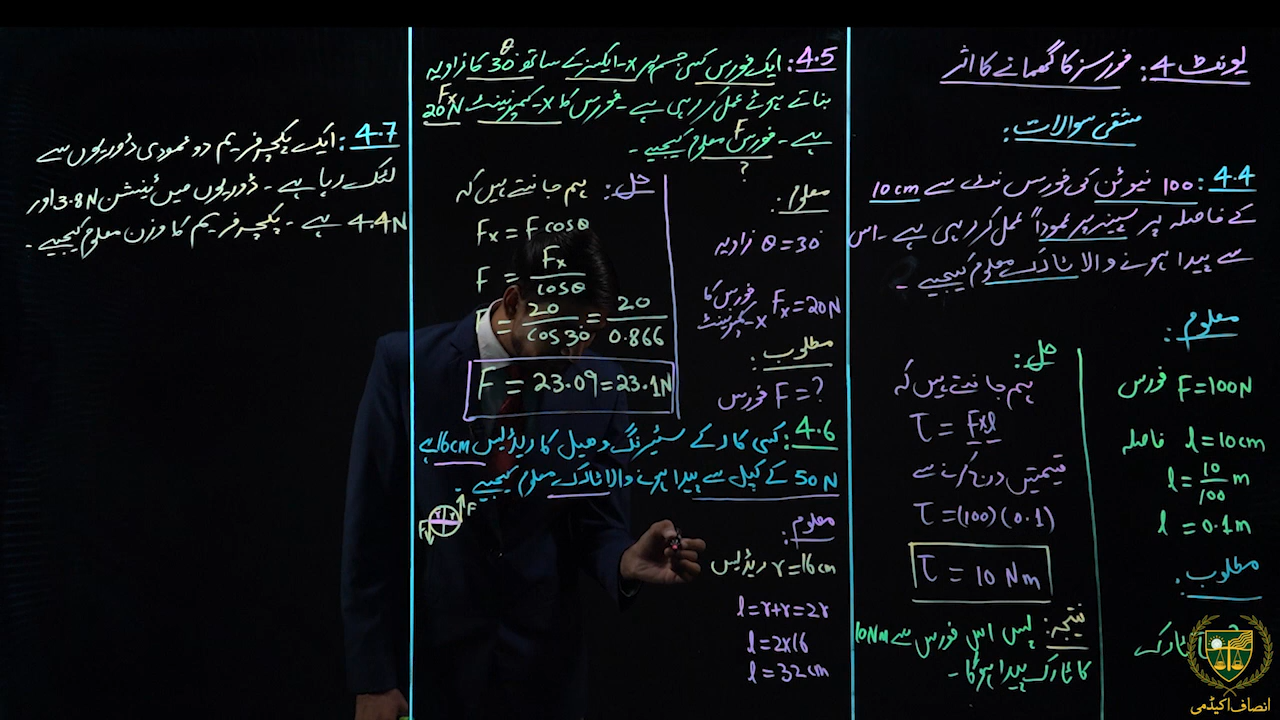 یونٹ 4: فورسز کا گھمانے کا اثر
مشقی سوالات:
4.4: 100 نیوٹن کی فورس نٹ سے 10cm
کے فاصلہ پر سپینر پر عموداً عمل کر رہی ہے۔ اس
سے پیدا ہونے والا ٹارک معلوم کیجیے۔
معلوم:
فورس F=100N
فاصلہ l=10cm
l=10/100 m
l=0.1m
مطلوب:
ٹارک
حل:
ہم جانتے ہیں کہ
τ = F×l
قیمتیں درج کرنے سے
τ=(100)(0.1)
τ = 10 Nm
نتیجہ: پس اس فورس سے 10Nm
کا ٹارک پیدا ہوگا۔
4.5: ایک فورس کسی جسم پر x-ایکسز کے ساتھ 30° کا زاویہ
θ
بناتے ہوئے عمل کر رہی ہے۔ فورس کا x-کمپوننٹ 20N
Fx
ہے۔ فورس معلوم کیجیے۔
F
?
معلوم:
زاویہ θ=30°
فورس کا x-کمپوننٹ Fx=20N
مطلوب:
فورس F=?
حل: ہم جانتے ہیں کہ
Fx = F cosθ
F = Fx/cosθ
F = 20/cos30° = 20/0.866
F = 23.09=23.1N
4.6: کسی کار کے سٹیرنگ وھیل کا ریڈیس 16cm ہے
50N کے کپل سے پیدا ہونے والا ٹارک معلوم کیجیے۔
F r r F
معلوم:
ریڈیس r=16cm
l=r+r=2r
l=2×16
l=32cm
4.7: ایک پکچر فریم دو عمودی ڈوریوں سے
لٹک رہا ہے۔ ڈوریوں میں ٹینشن 3.8N اور
4.4N ہے۔ پکچر فریم کا وزن معلوم کیجیے۔
انصاف اکیڈمی